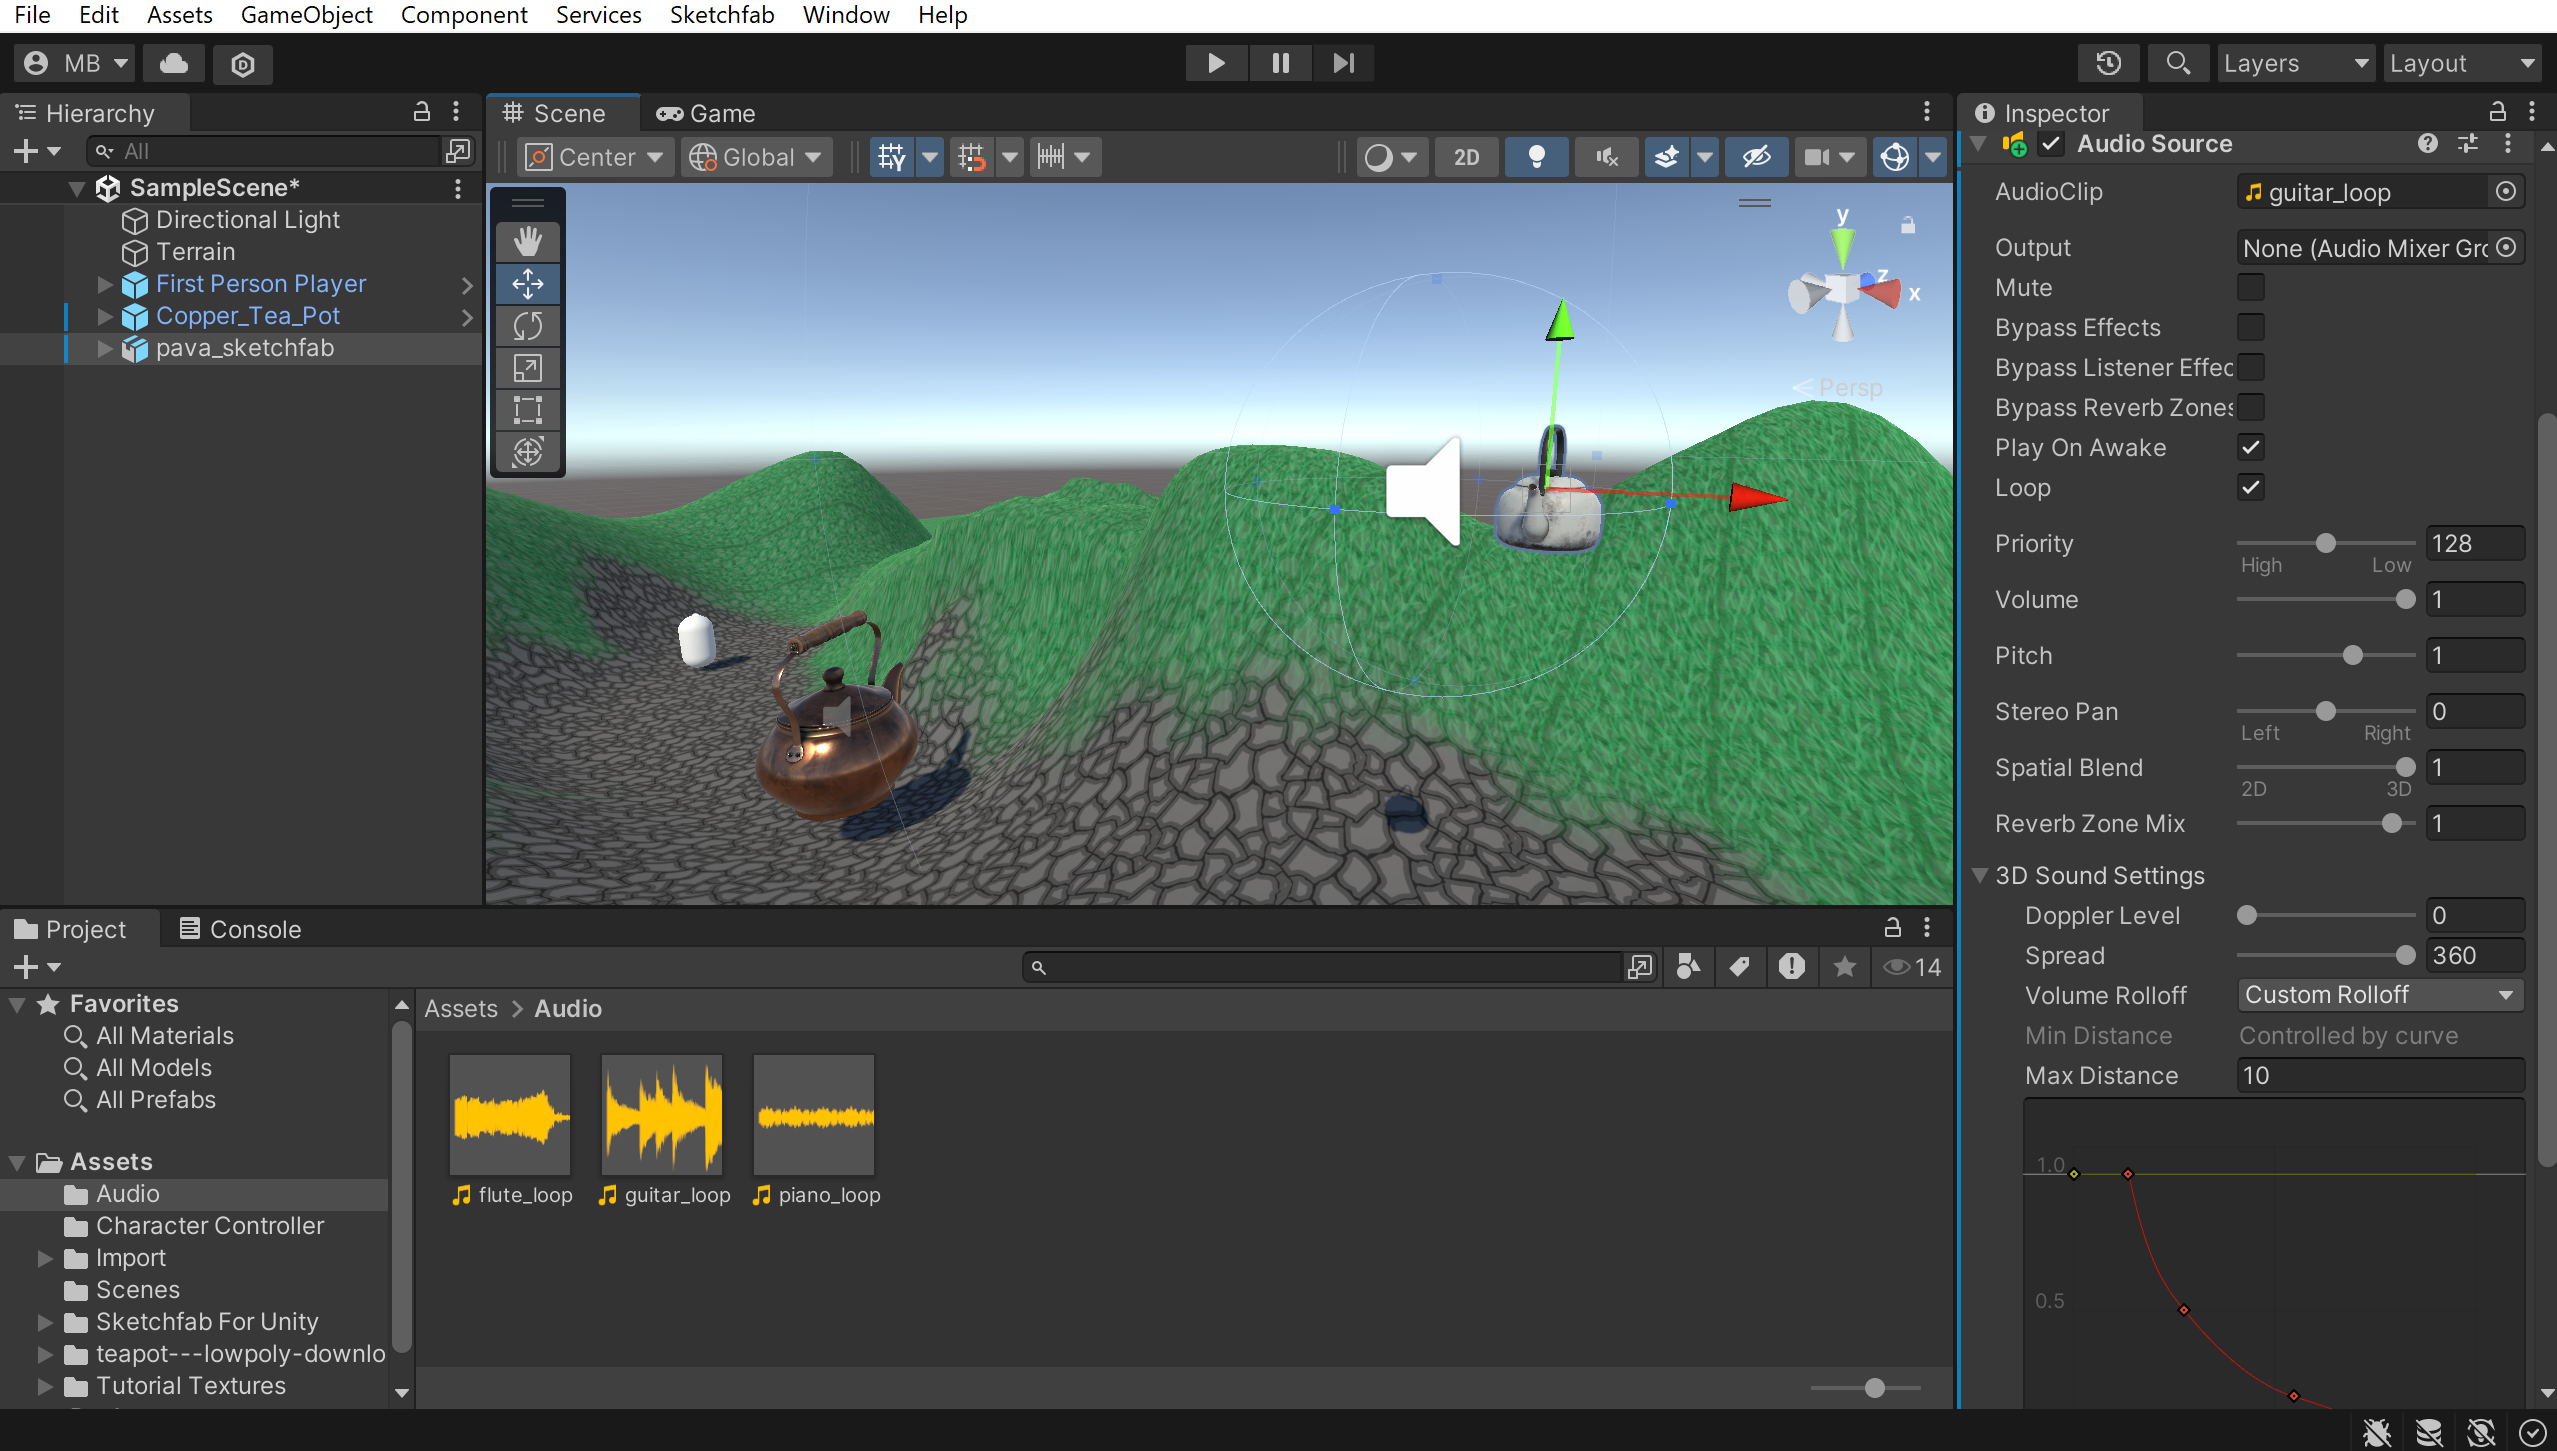 File Edit Assets GameObject Component Services Sketchfab Window Help
MB
Layers
Layout
Hierarchy
All
SampleScene*
Directional Light
Terrain
First Person Player
Copper_Tea_Pot
pava_sketchfab
Scene
Game
Center
Global
2D
y
z
x
Persp
Inspector
Audio Source
AudioClip
guitar_loop
Output
None (Audio Mixer Gro
Mute
Bypass Effects
Bypass Listener Effec
Bypass Reverb Zones
Play On Awake
Loop
Priority
128
High
Low
Volume
1
Pitch
1
Stereo Pan
0
Left
Right
Spatial Blend
1
2D
3D
Reverb Zone Mix
1
3D Sound Settings
Doppler Level
0
Spread
360
Volume Rolloff
Custom Rolloff
Min Distance
Controlled by curve
Max Distance
10
1.0
0.5
Project
Console
14
Favorites
All Materials
All Models
All Prefabs
Assets
Audio
Character Controller
Import
Scenes
Sketchfab For Unity
teapot---lowpoly-downlo
Tutorial Textures
Assets > Audio
flute_loop
guitar_loop
piano_loop